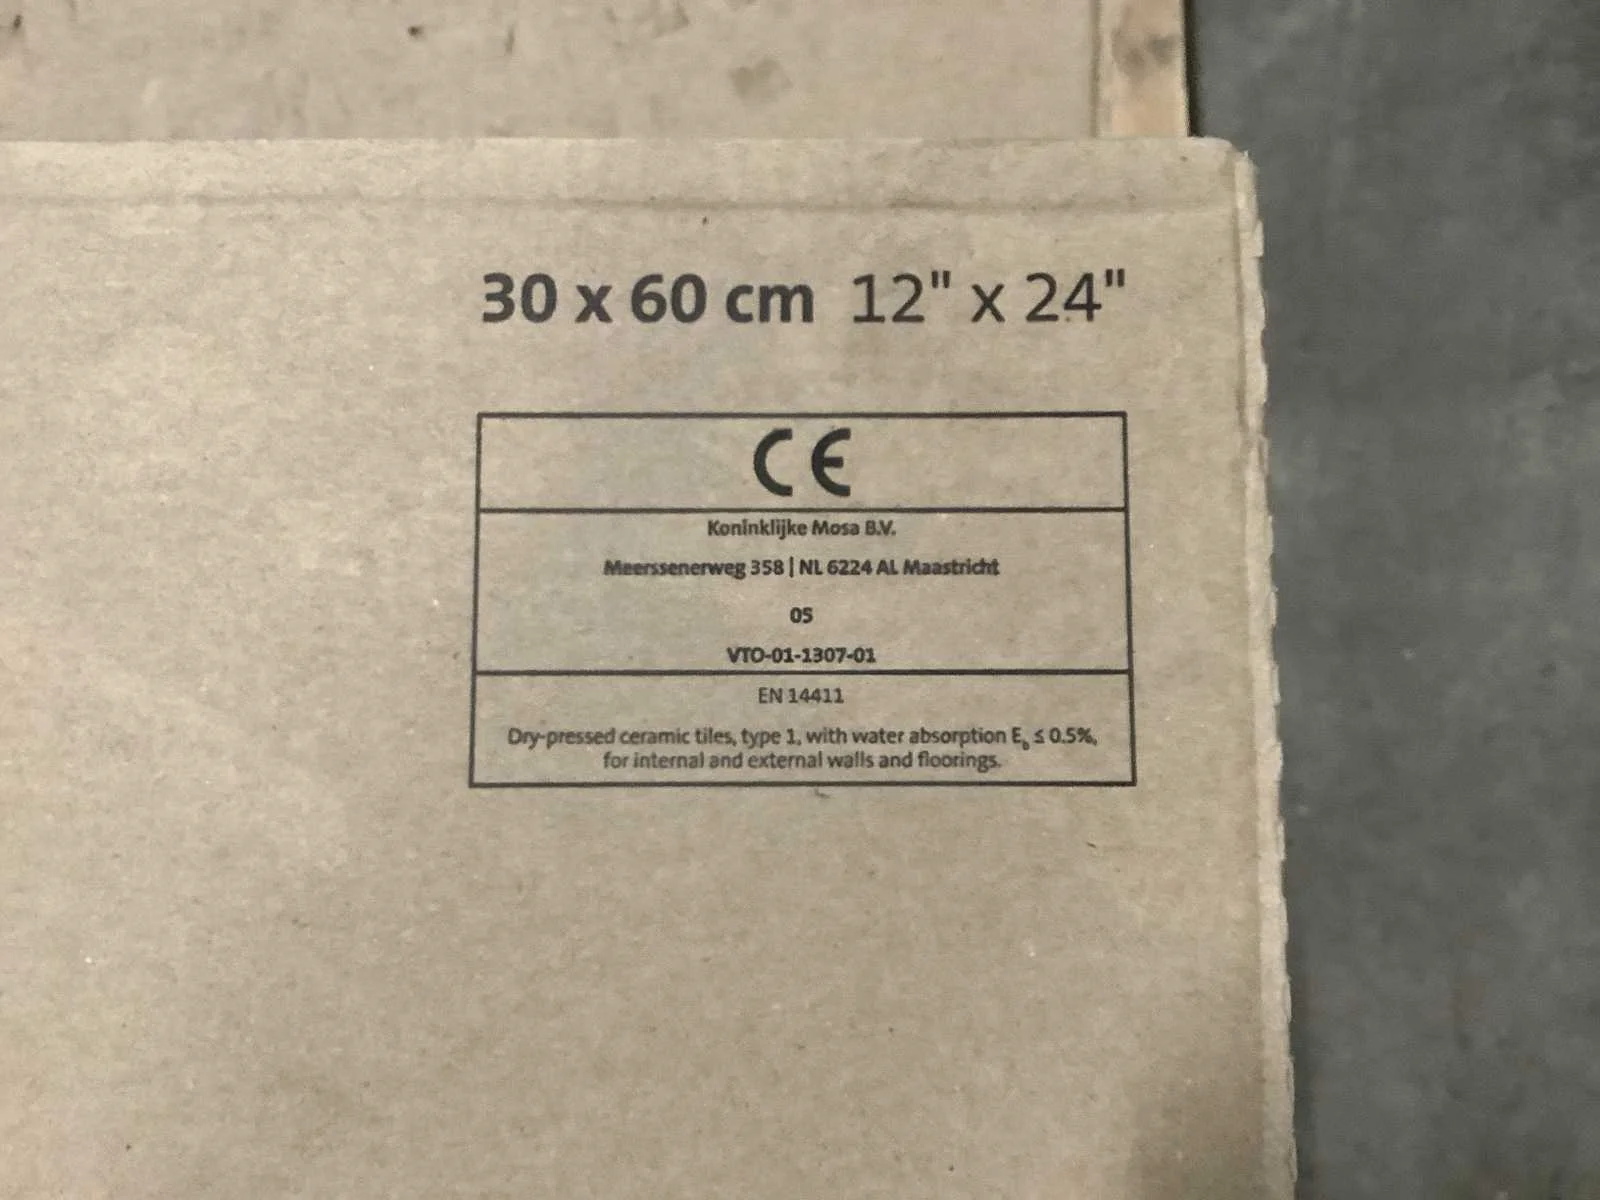 30 x 60 cm 12" x 24"
CE
Koninklijke Mosa B.V.
Meerssenerweg 358 | NL 6224 AL Maastricht
05
VTO-01-1307-01
EN 14411
Dry-pressed ceramic tiles, type 1, with water absorption E_b ≤ 0.5%,
for internal and external walls and floorings.